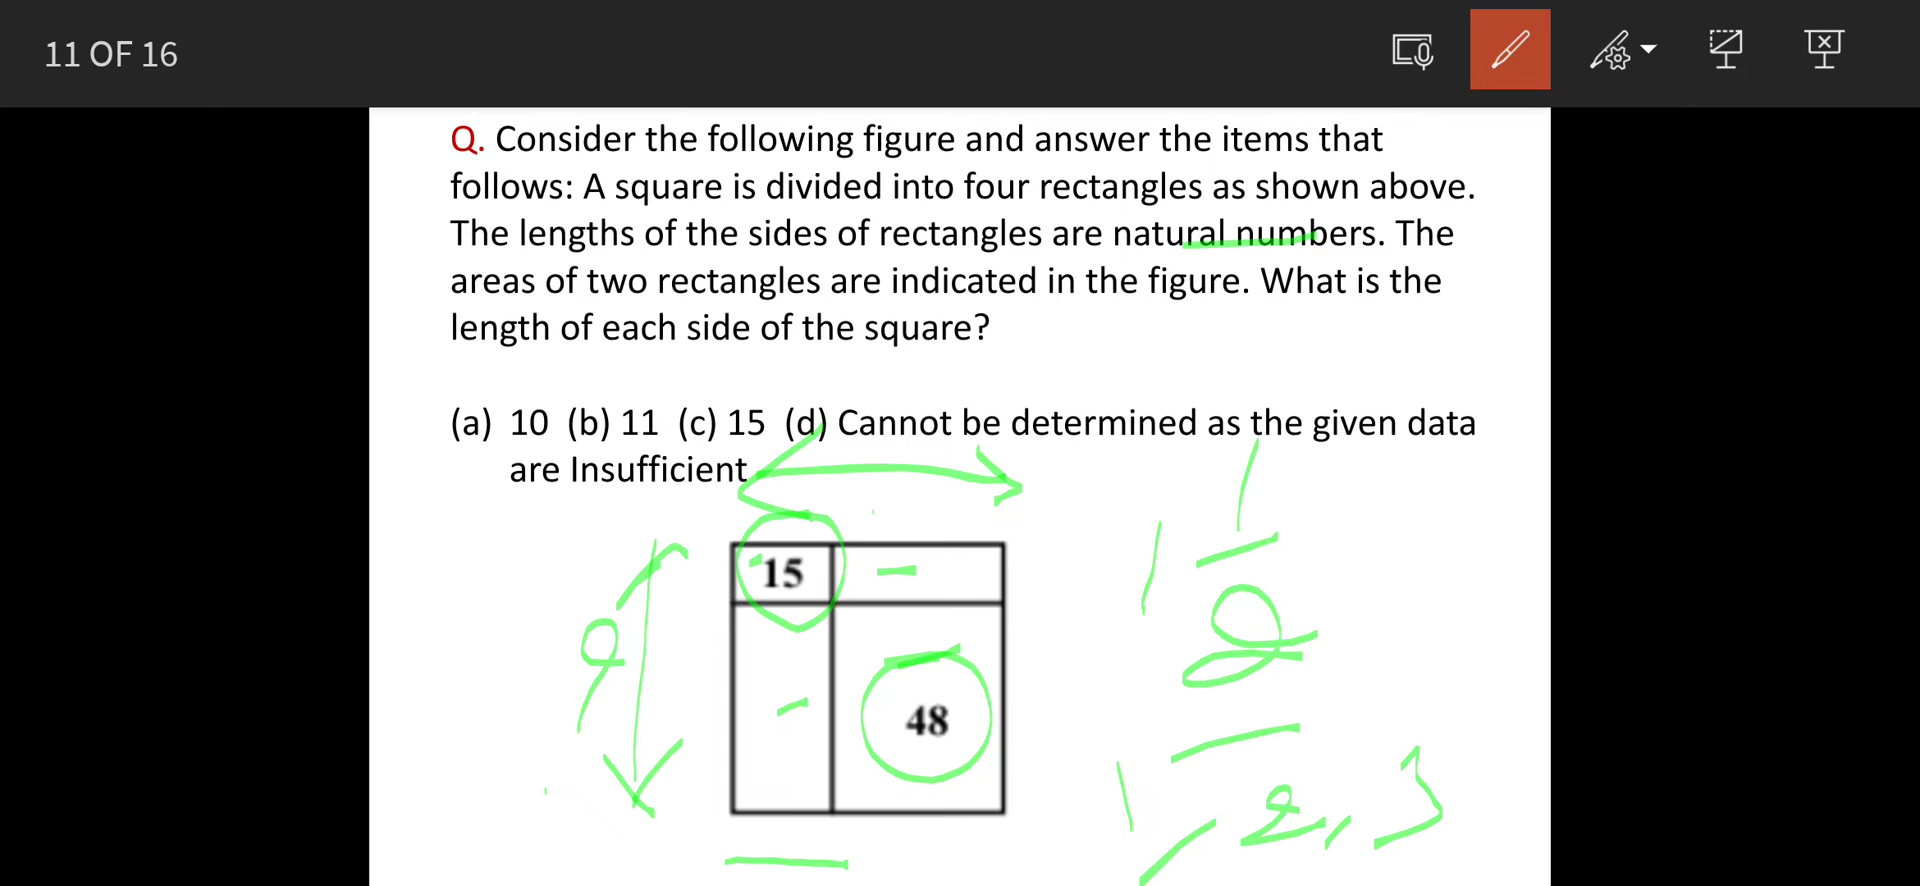 11 OF 16
Q. Consider the following figure and answer the items that
follows: A square is divided into four rectangles as shown above.
The lengths of the sides of rectangles are natural numbers. The
areas of two rectangles are indicated in the figure. What is the
length of each side of the square?
(a) 10 (b) 11 (c) 15 (d) Cannot be determined as the given data
are Insufficient
15
48
1, 2, 3